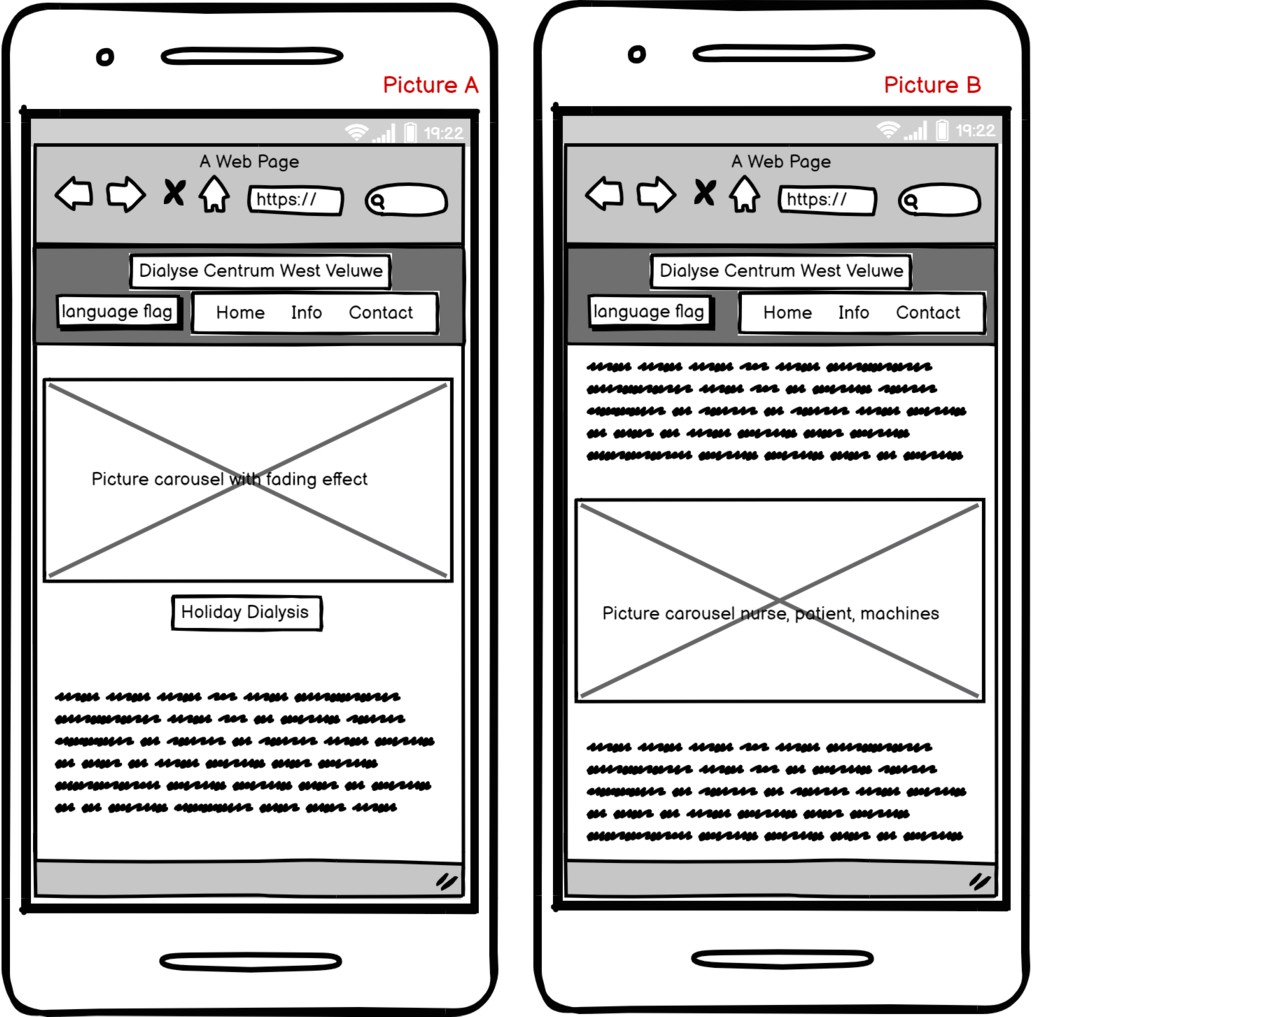 Picture A
19:22
A Web Page
https://
Dialyse Centrum West Veluwe
language flag
Home Info Contact
Picture carousel with fading effect
Holiday Dialysis
Picture B
19:22
A Web Page
https://
Dialyse Centrum West Veluwe
language flag
Home Info Contact
Picture carousel nurse, patient, machines